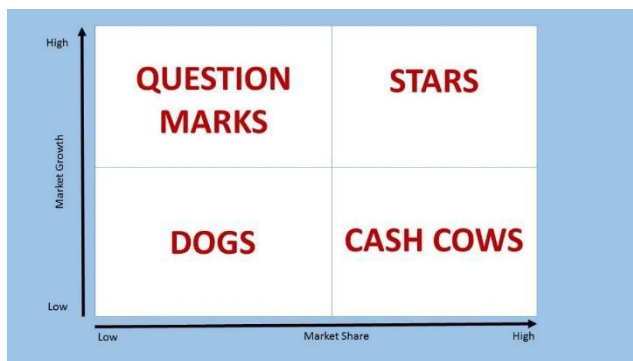 High
QUESTION
MARKS
STARS
Market Growth
DOGS
CASH COWS
Low
Low
Market Share
High